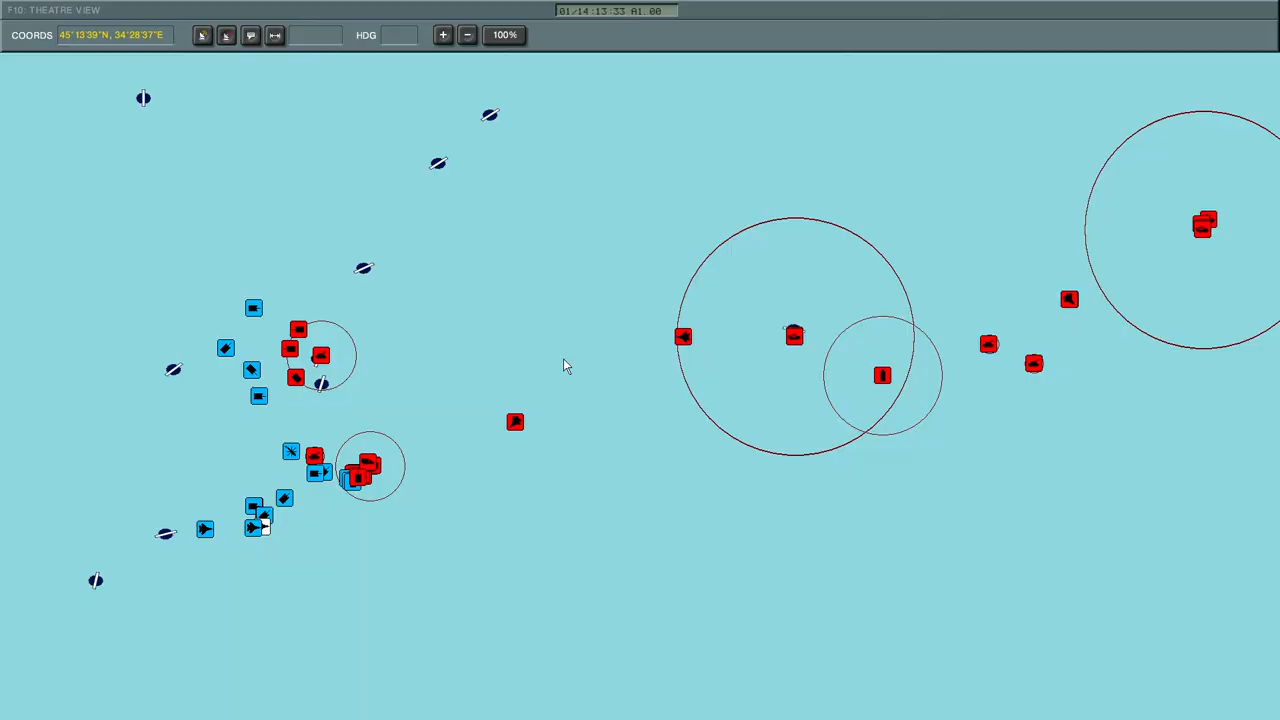 F10: THEATRE VIEW
01/14:13:33 A1.00
COORDS 45°13'39"N, 34°28'37"E HDG + − 100%